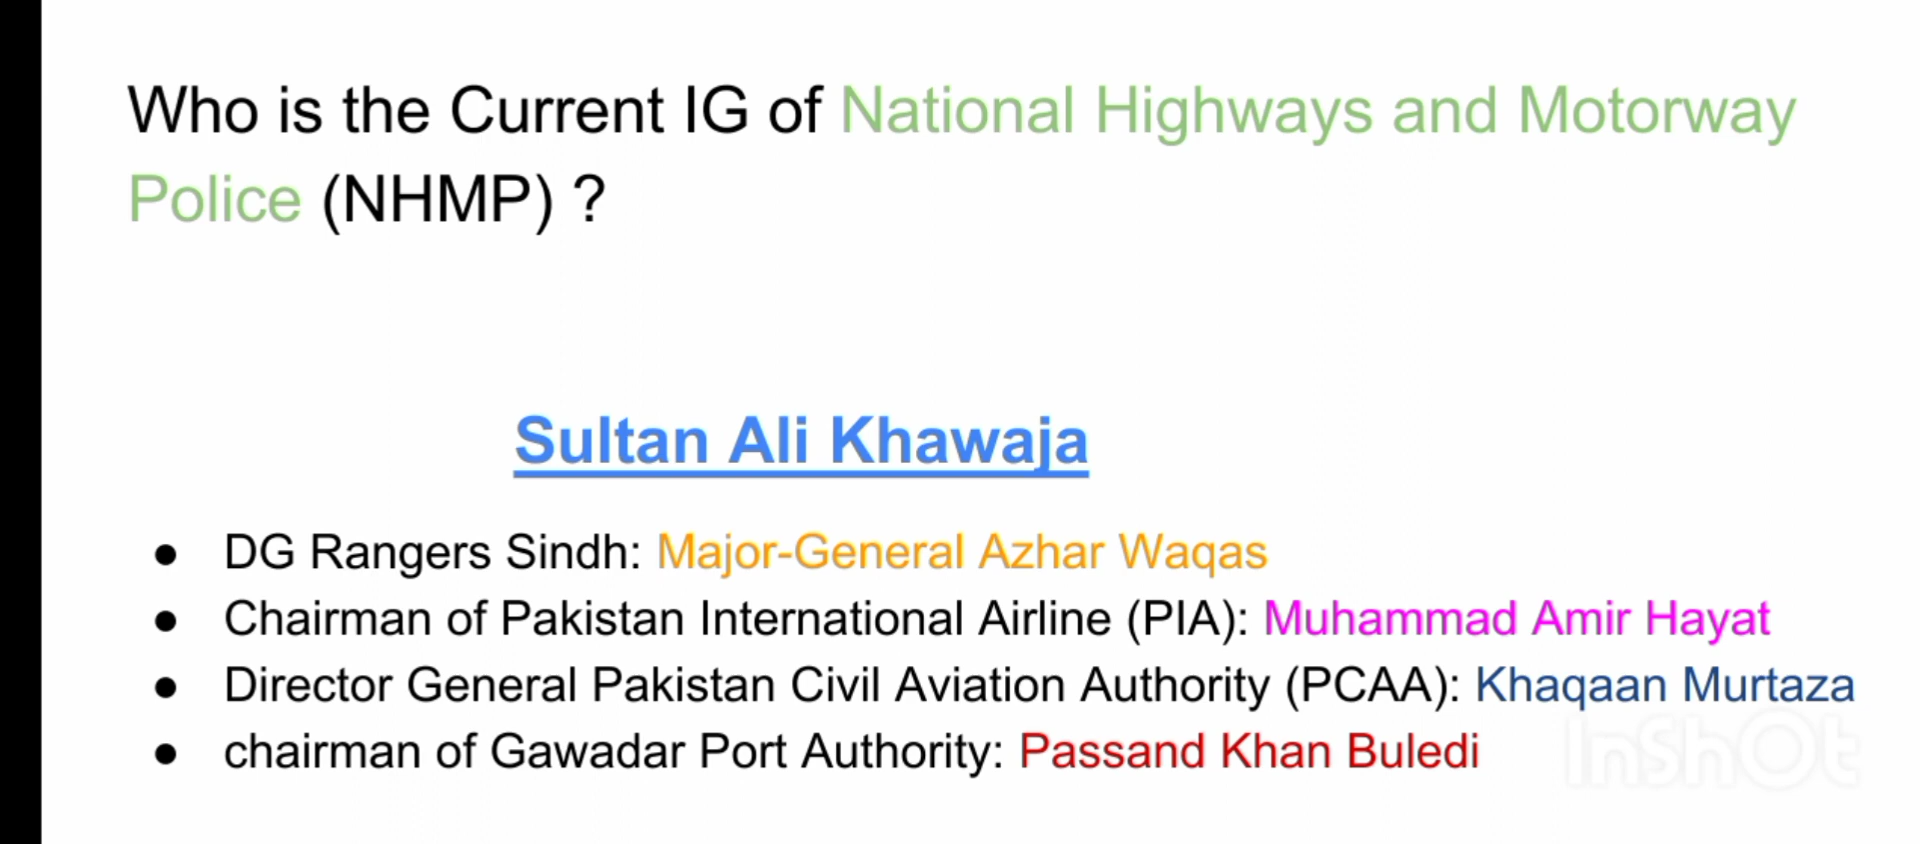 Who is the Current IG of National Highways and Motorway
Police (NHMP) ?
Sultan Ali Khawaja
● DG Rangers Sindh: Major-General Azhar Waqas
● Chairman of Pakistan International Airline (PIA): Muhammad Amir Hayat
● Director General Pakistan Civil Aviation Authority (PCAA): Khaqaan Murtaza
● chairman of Gawadar Port Authority: Passand Khan Buledi
InShOt